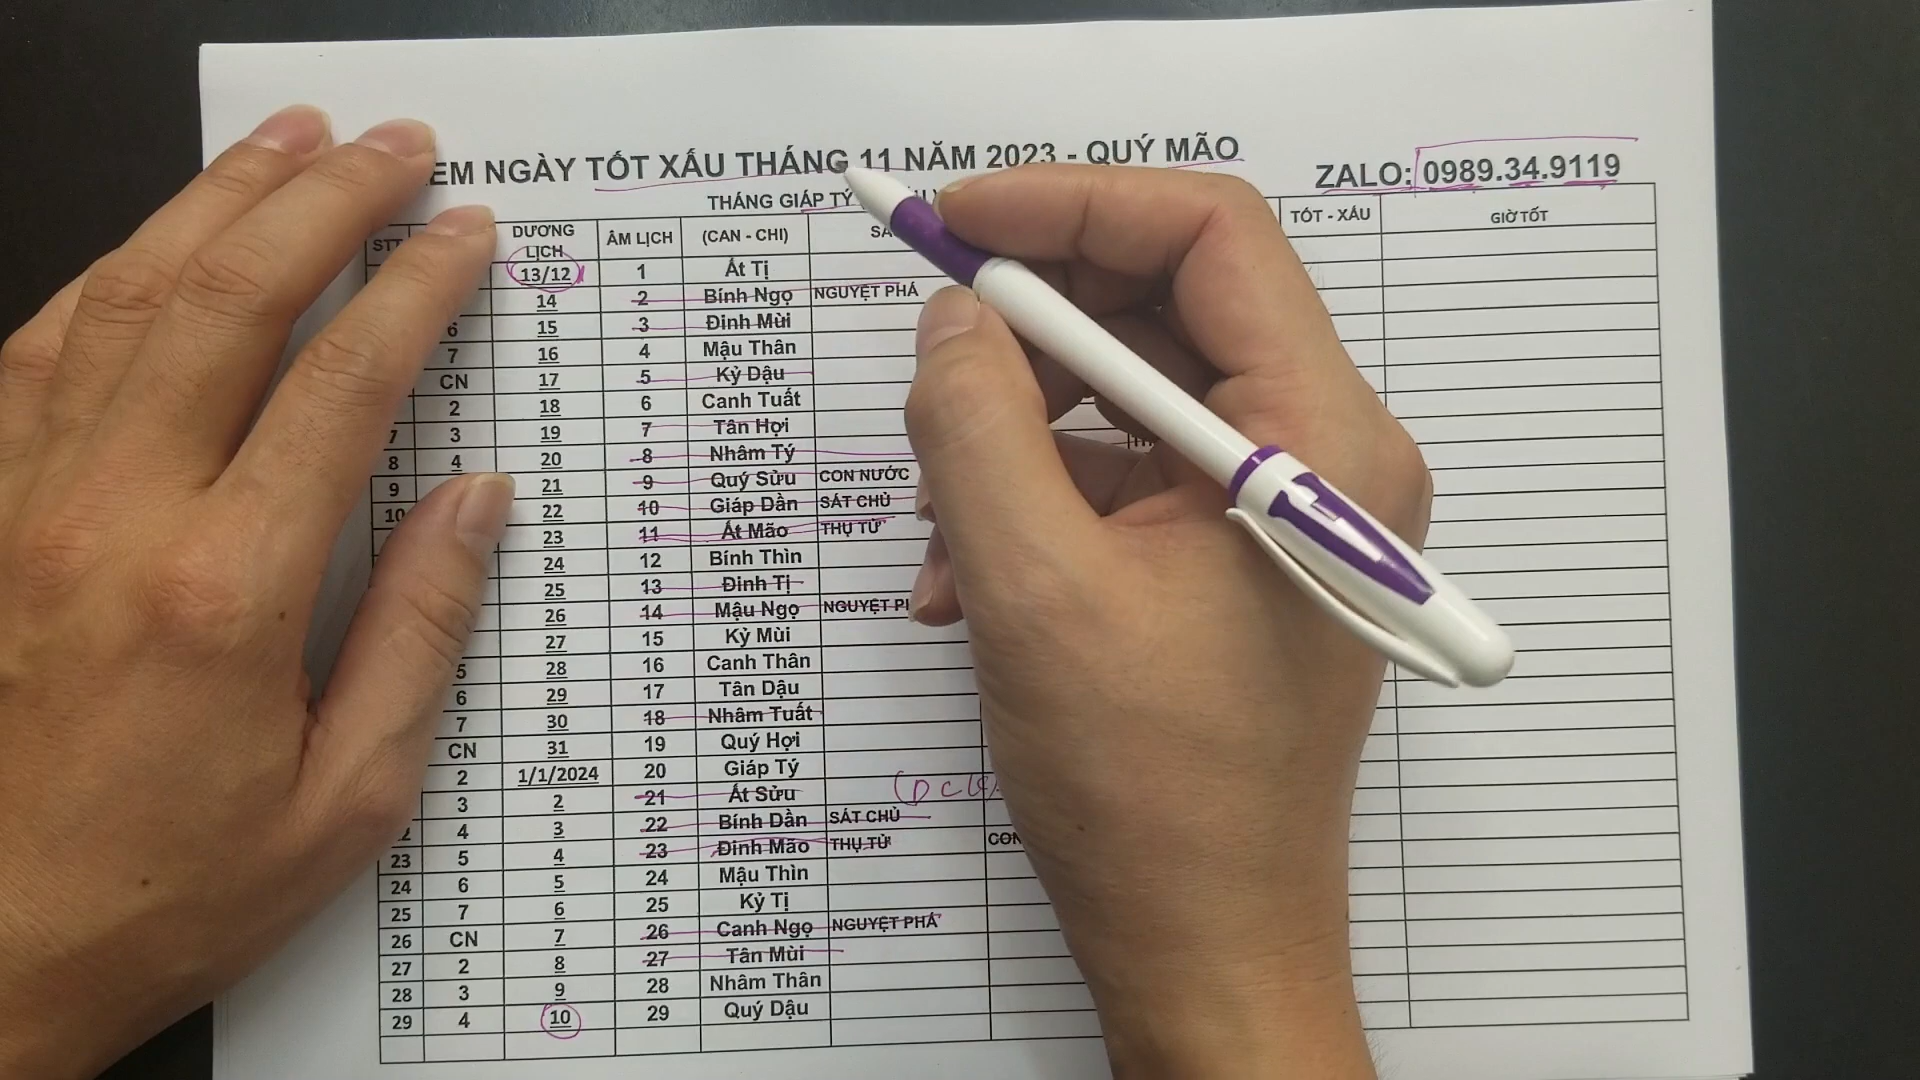 EM NGÀY TỐT XẤU THÁNG 11 NĂM 2023 - QUÝ MÃO
ZALO: 0989.34.9119
THÁNG GIÁP TÝ
STT DƯƠNG LỊCH ÂM LỊCH (CAN - CHI) TÓT - XẤU GIỜ TỐT
13/12 1 Ất Tị
14 2 Bính Ngọ NGUYỆT PHÁ
6 15 3 Đinh Mùi
7 16 4 Mậu Thân
CN 17 5 Kỷ Dậu
2 18 6 Canh Tuất
7 3 19 7 Tân Hợi
8 4 20 8 Nhâm Tý
9 21 9 Quý Sửu CON NƯỚC
10 22 10 Giáp Dần SÁT CHỦ
23 11 Ất Mão THỤ TỬ
24 12 Bính Thìn
25 13 Đinh Tị
26 14 Mậu Ngọ NGUYỆT
27 15 Kỷ Mùi
5 28 16 Canh Thân
6 29 17 Tân Dậu
7 30 18 Nhâm Tuất
CN 31 19 Quý Hợi
2 1/1/2024 20 Giáp Tý
3 2 21 Ất Sửu
4 3 22 Bính Dần SÁT CHỦ
23 5 4 23 Đinh Mão THỤ TỬ CON
24 6 5 24 Mậu Thìn
25 7 6 25 Kỷ Tị
26 CN 7 26 Canh Ngọ NGUYỆT PHÁ
27 2 8 27 Tân Mùi
28 3 9 28 Nhâm Thân
29 4 10 29 Quý Dậu